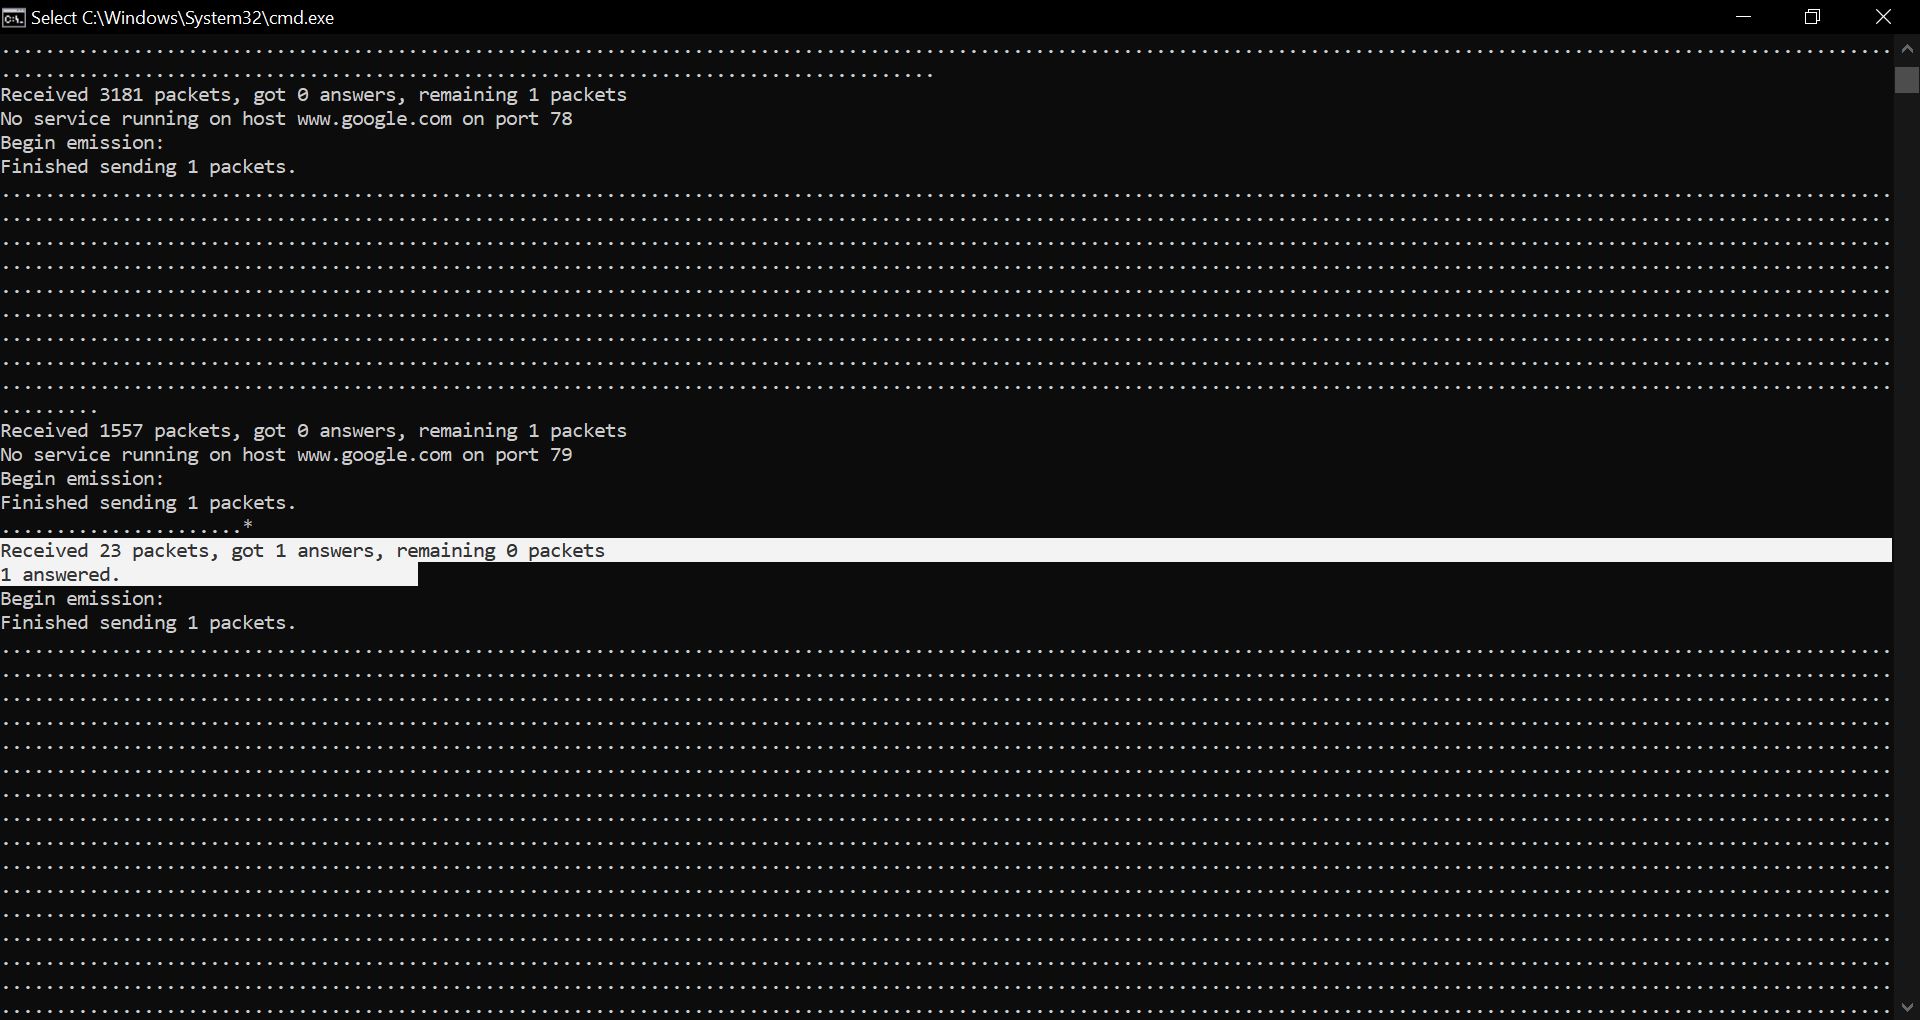 Select C:\Windows\System32\cmd.exe
Received 3181 packets, got 0 answers, remaining 1 packets
No service running on host www.google.com on port 78
Begin emission:
Finished sending 1 packets.
.........
Received 1557 packets, got 0 answers, remaining 1 packets
No service running on host www.google.com on port 79
Begin emission:
Finished sending 1 packets.
......................*
Received 23 packets, got 1 answers, remaining 0 packets
1 answered.
Begin emission:
Finished sending 1 packets.